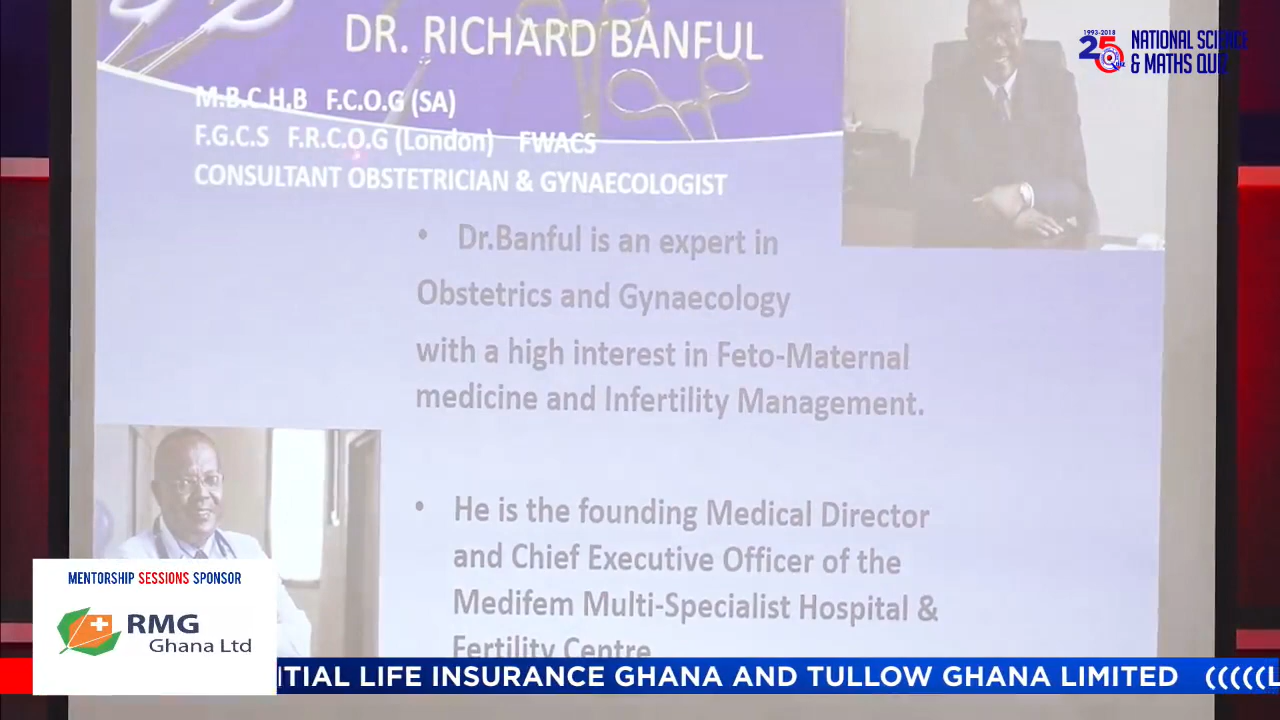 DR. RICHARD BANFUL
M.B.C.H.B F.C.O.G (SA)
F.G.C.S F.R.C.O.G (London) FWACS
CONSULTANT OBSTETRICIAN & GYNAECOLOGIST
• Dr.Banful is an expert in
Obstetrics and Gynaecology
with a high interest in Feto-Maternal
medicine and Infertility Management.
• He is the founding Medical Director
and Chief Executive Officer of the
Medifem Multi-Specialist Hospital &
Fertility Centre
1993-2018
25
NATIONAL SCIENCE
& MATHS QUIZ
MENTORSHIP SESSIONS SPONSOR
RMG
Ghana Ltd
NTIAL LIFE INSURANCE GHANA AND TULLOW GHANA LIMITED (((((L